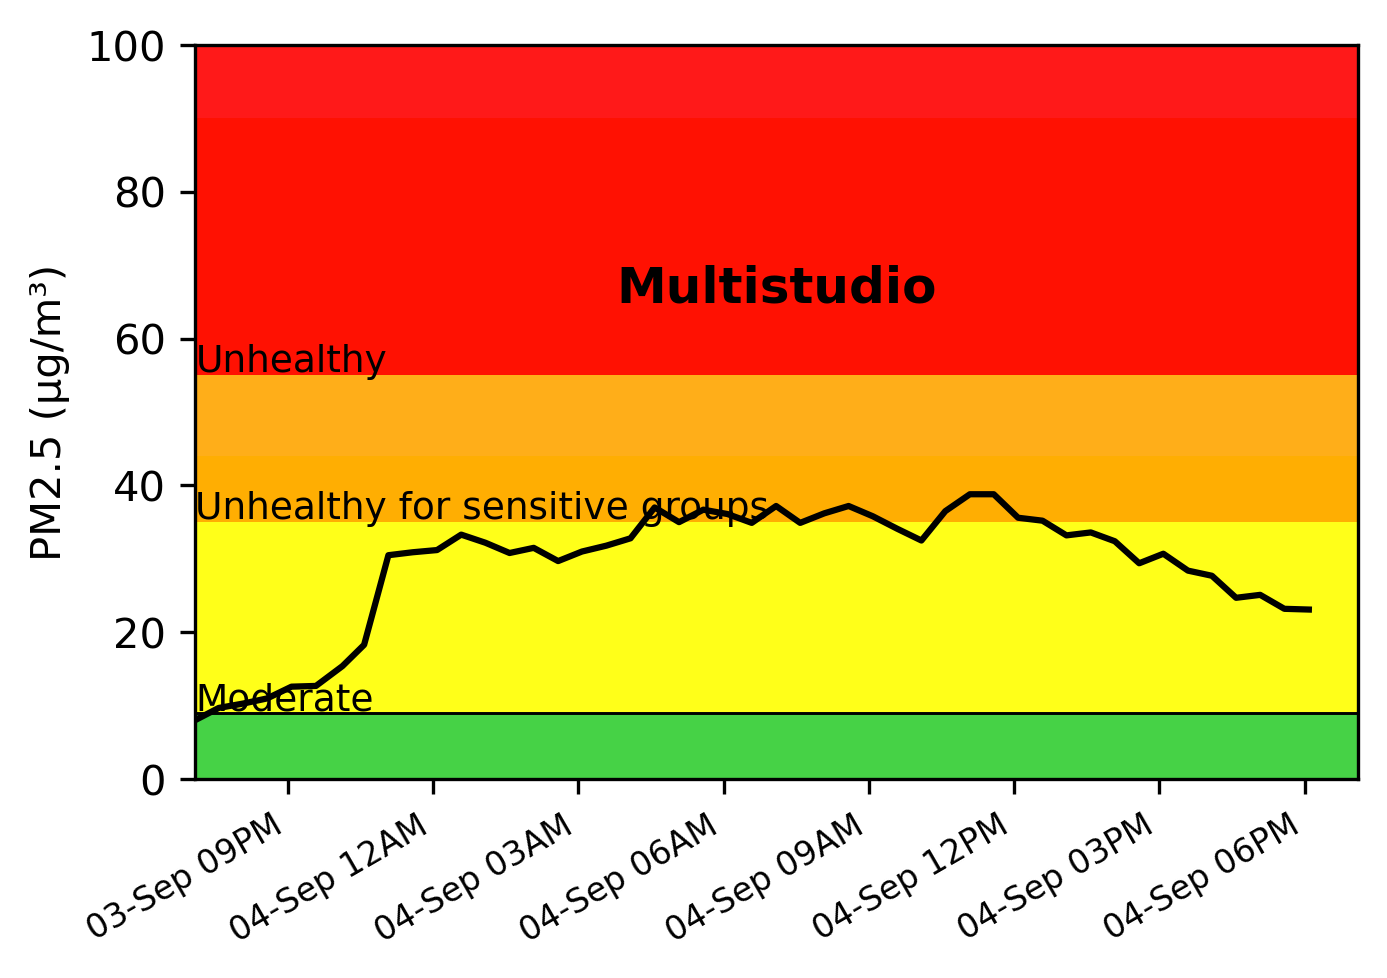 100
80
60
40
20
0
PM2.5 (µg/m³)
Multistudio
Unhealthy
Unhealthy for sensitive groups
Moderate
03-Sep 09PM
04-Sep 12AM
04-Sep 03AM
04-Sep 06AM
04-Sep 09AM
04-Sep 12PM
04-Sep 03PM
04-Sep 06PM